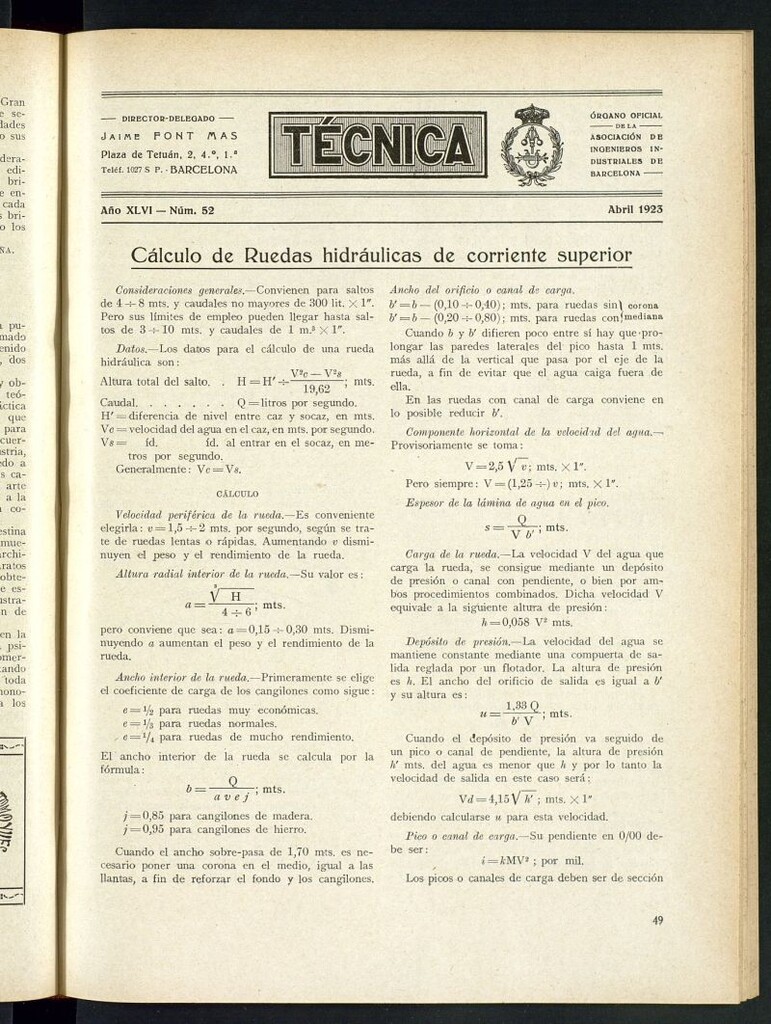 Gran
DIRECTOR-DELEGADO
JAIME FONT MAS
Plaza de Tetuán, 2, 4.º, 1.ª
Teléf. 1027 S P. - BARCELONA
TÉCNICA
ÓRGANO OFICIAL
DE LA
ASOCIACIÓN DE
INGENIEROS IN-
DUSTRIALES DE
BARCELONA
Año XLVI — Núm. 52
Abril 1923
Cálculo de Ruedas hidráulicas de corriente superior
Consideraciones generales.—Convienen para saltos
de 4 ÷ 8 mts. y caudales no mayores de 300 lit. × 1".
Pero sus límites de empleo pueden llegar hasta sal-
tos de 3 ÷ 10 mts. y caudales de 1 m.³ × 1".
Datos.—Los datos para el cálculo de una rueda
hidráulica son:
Altura total del salto. . H = H' ÷ V²c — V²s / 19,62 ; mts.
Caudal. . . . . . . Q = litros por segundo.
H' = diferencia de nivel entre caz y socaz, en mts.
Vc = velocidad del agua en el caz, en mts. por segundo.
Vs = íd. íd. al entrar en el socaz, en me-
tros por segundo.
Generalmente: Vc = Vs.
CÁLCULO
Velocidad periférica de la rueda.—Es conveniente
elegirla: v = 1,5 ÷ 2 mts. por segundo, según se tra-
te de ruedas lentas o rápidas. Aumentando v dismi-
nuyen el peso y el rendimiento de la rueda.
Altura radial interior de la rueda.—Su valor es:
a = ³√H / 4 ÷ 6 ; mts.
pero conviene que sea: a = 0,15 ÷ 0,30 mts. Dismi-
nuyendo a aumentan el peso y el rendimiento de la
rueda.
Ancho interior de la rueda.—Primeramente se elige
el coeficiente de carga de los cangilones como sigue:
e = 1/2 para ruedas muy económicas.
e = 1/3 para ruedas normales.
e = 1/4 para ruedas de mucho rendimiento.
El ancho interior de la rueda se calcula por la
fórmula:
b = Q / a v e j ; mts.
j = 0,85 para cangilones de madera.
j = 0,95 para cangilones de hierro.
Cuando el ancho sobre-pasa de 1,70 mts. es ne-
cesario poner una corona en el medio, igual a las
llantas, a fin de reforzar el fondo y los cangilones.
Ancho del orificio o canal de carga.
b' = b — (0,10 ÷ 0,40); mts. para ruedas sin } corona
b' = b — (0,20 ÷ 0,80); mts. para ruedas con } mediana
Cuando b y b' difieren poco entre sí hay que pro-
longar las paredes laterales del pico hasta 1 mts.
más allá de la vertical que pasa por el eje de la
rueda, a fin de evitar que el agua caiga fuera de
ella.
En las ruedas con canal de carga conviene en
lo posible reducir b'.
Componente horizontal de la velocidad del agua.—
Provisoriamente se toma:
V = 2,5 √v; mts. × 1".
Pero siempre: V = (1,25 ÷) v; mts. × 1".
Espesor de la lámina de agua en el pico.
s = Q / V b' ; mts.
Carga de la rueda.—La velocidad V del agua que
carga la rueda, se consigue mediante un depósito
de presión o canal con pendiente, o bien por am-
bos procedimientos combinados. Dicha velocidad V
equivale a la siguiente altura de presión:
h = 0,058 V² mts.
Depósito de presión.—La velocidad del agua se
mantiene constante mediante una compuerta de sa-
lida reglada por un flotador. La altura de presión
es h. El ancho del orificio de salida es igual a b'
y su altura es:
u = 1,33 Q / b' V ; mts.
Cuando el depósito de presión va seguido de
un pico o canal de pendiente, la altura de presión
h' mts. del agua es menor que h y por lo tanto la
velocidad de salida en este caso será:
Vd = 4,15 √h' ; mts. × 1"
debiendo calcularse u para esta velocidad.
Pico o canal de carga.—Su pendiente en 0/00 de-
be ser:
i = kMV² ; por mil.
Los picos o canales de carga deben ser de sección
49